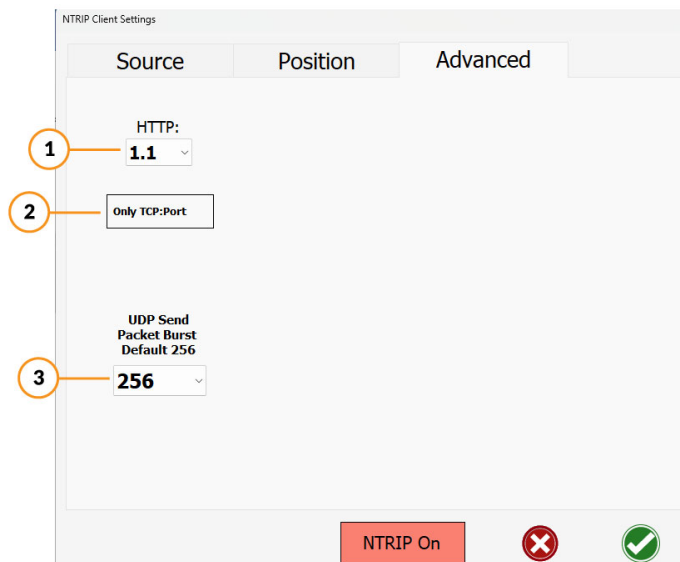 NTRIP Client Settings
Source Position Advanced
HTTP:
1 1.1
2 Only TCP:Port
UDP Send
Packet Burst
Default 256
3 256
NTRIP On